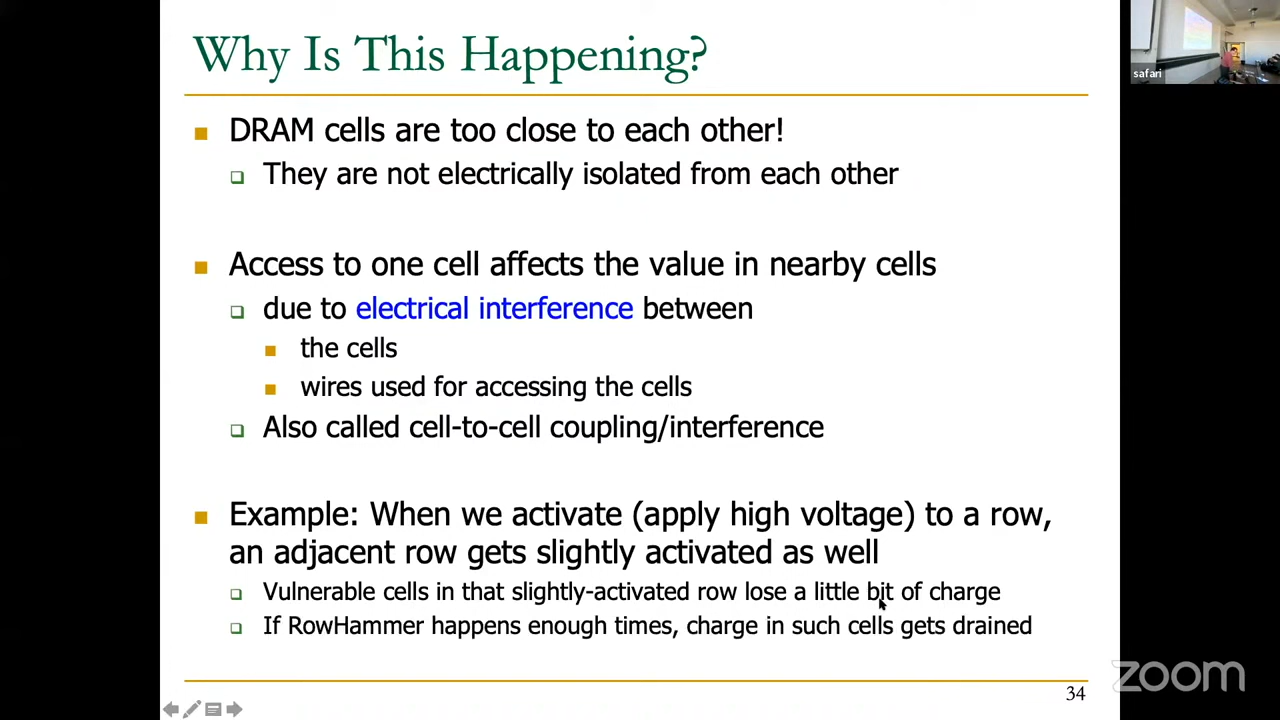 Why Is This Happening?
safari
DRAM cells are too close to each other!
They are not electrically isolated from each other
Access to one cell affects the value in nearby cells
due to electrical interference between
the cells
wires used for accessing the cells
Also called cell-to-cell coupling/interference
Example: When we activate (apply high voltage) to a row,
an adjacent row gets slightly activated as well
Vulnerable cells in that slightly-activated row lose a little bit of charge
If RowHammer happens enough times, charge in such cells gets drained
34
zoom